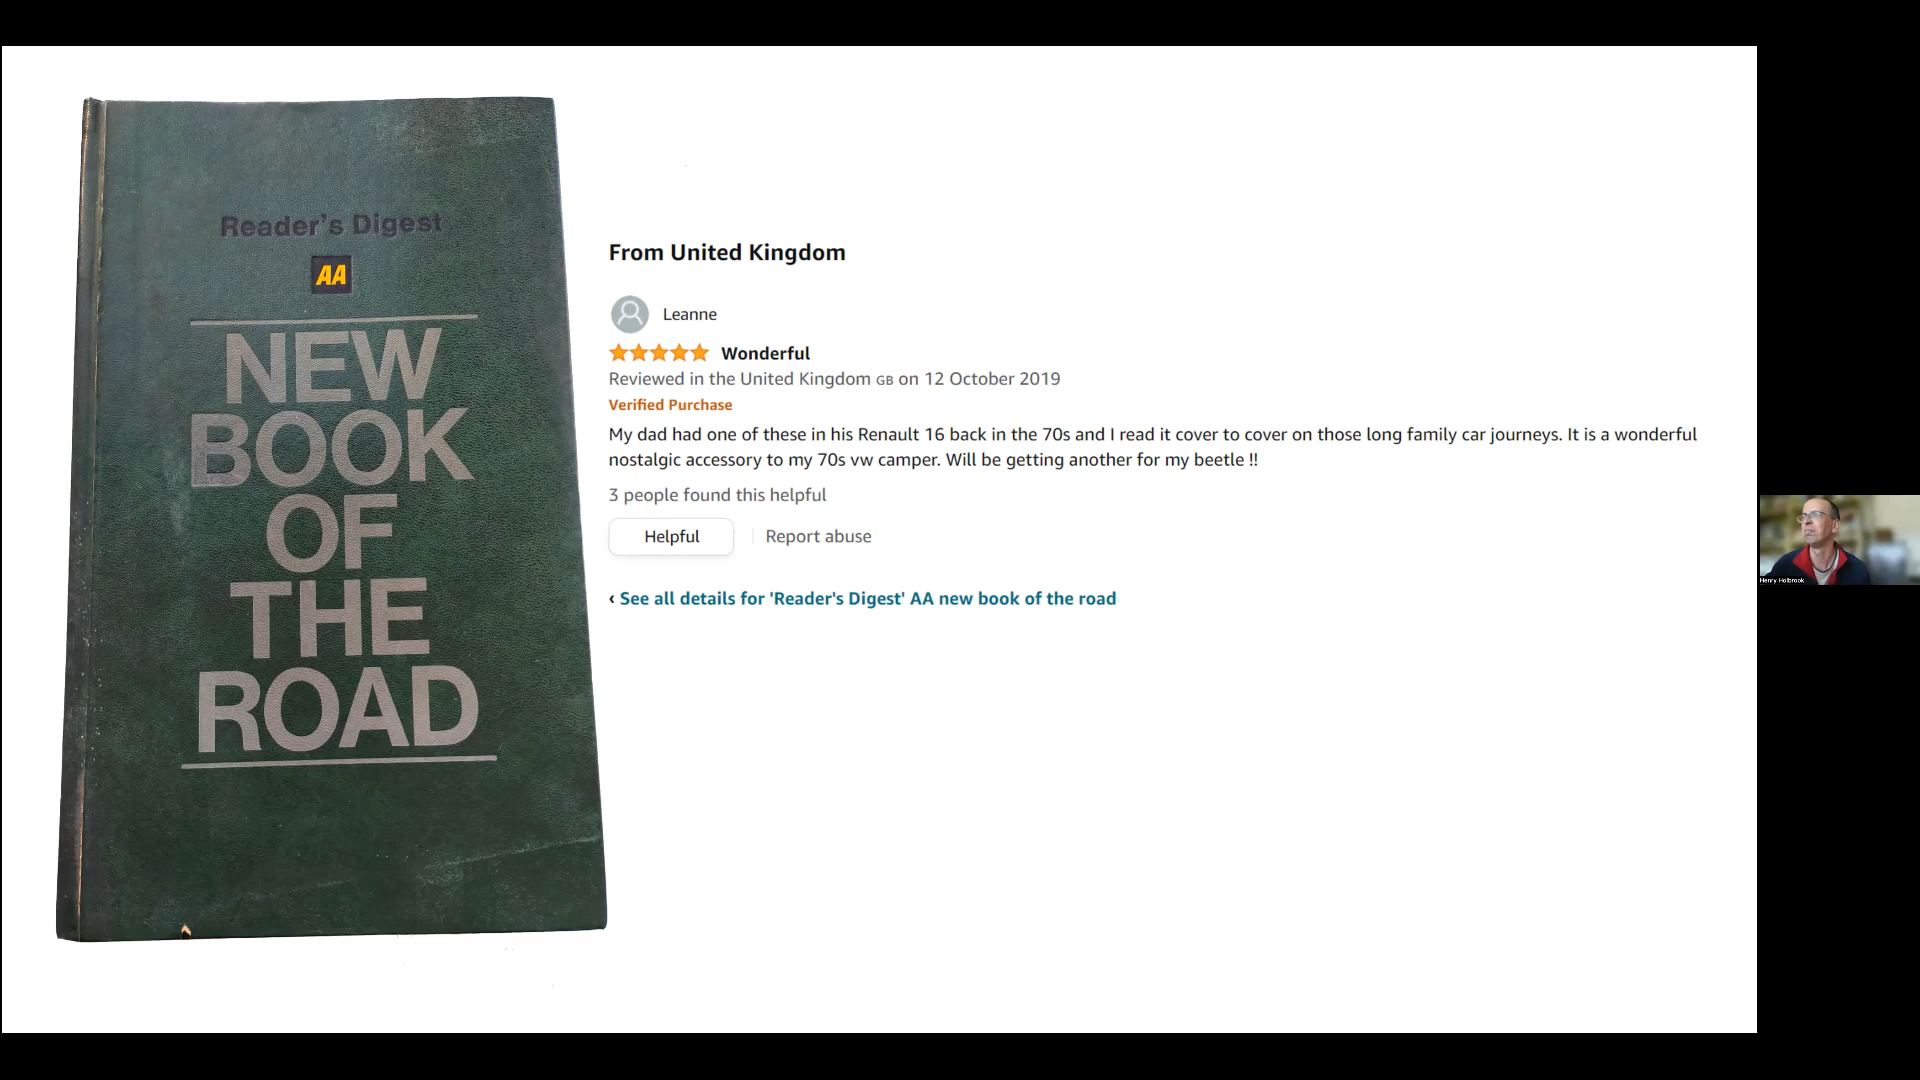 Reader's Digest
AA
NEW
BOOK
OF
THE
ROAD
From United Kingdom
Leanne
Wonderful
Reviewed in the United Kingdom GB on 12 October 2019
Verified Purchase
My dad had one of these in his Renault 16 back in the 70s and I read it cover to cover on those long family car journeys. It is a wonderful
nostalgic accessory to my 70s vw camper. Will be getting another for my beetle !!
3 people found this helpful
Helpful
Report abuse
‹ See all details for 'Reader's Digest' AA new book of the road
Henry Holbrook